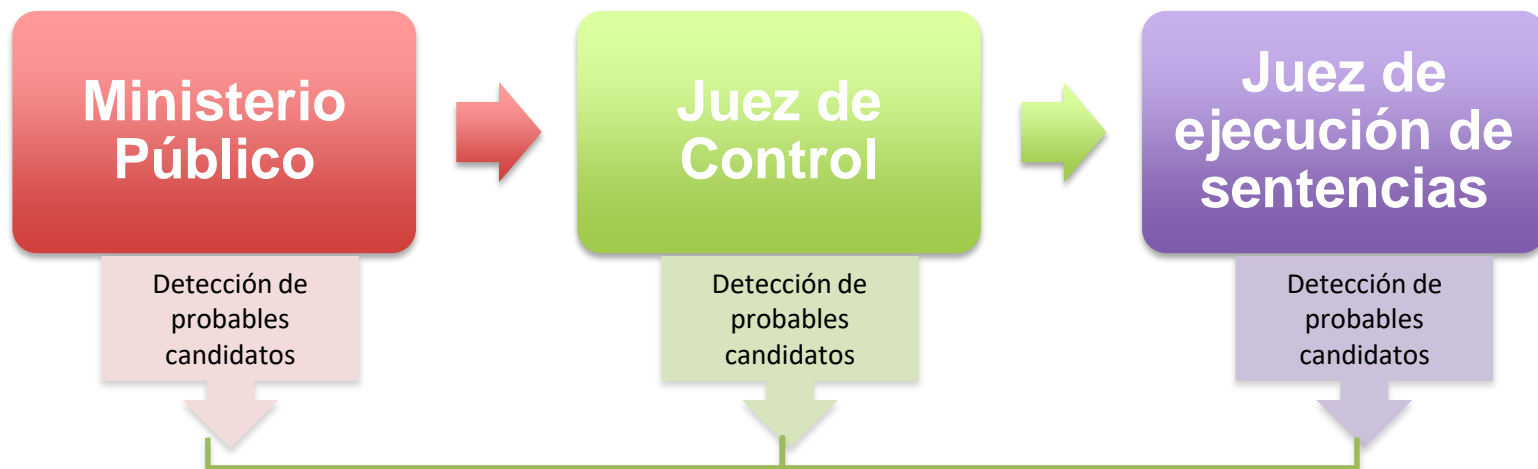 Ministerio
Público
Juez de
Control
Juez de
ejecución de
sentencias
Detección de
probables
candidatos
Detección de
probables
candidatos
Detección de
probables
candidatos